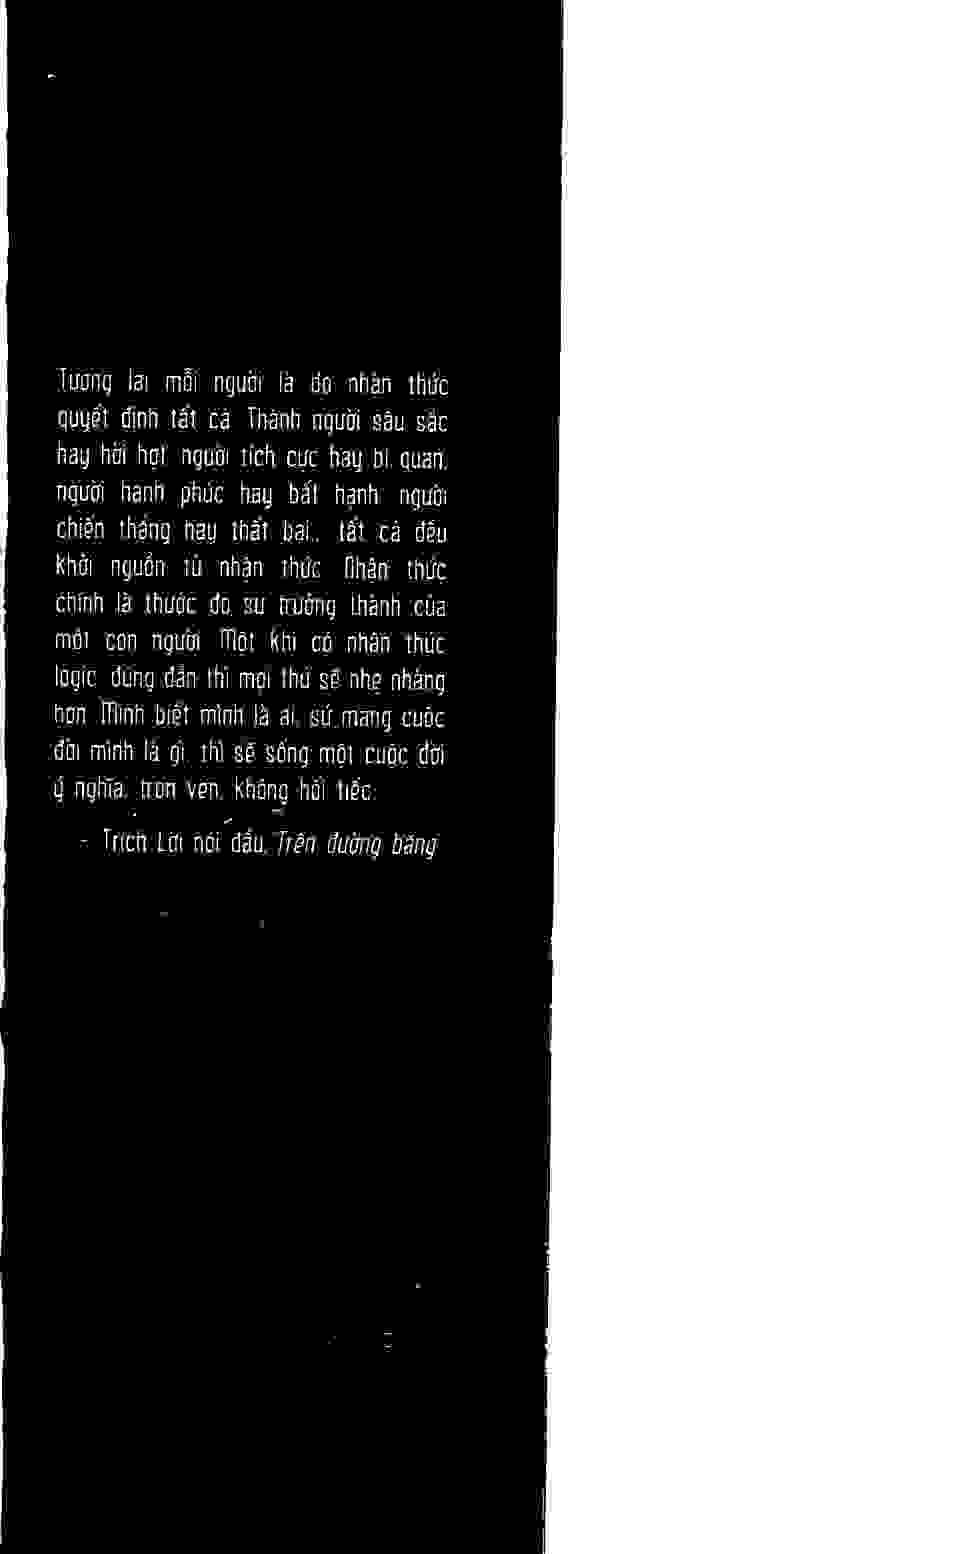 Tương lai mỗi người là do nhận thức
quyết định tất cả. Thành người sâu sắc
hay hời hợt, người tích cực hay bi quan,
người hạnh phúc hay bất hạnh, người
chiến thắng hay thất bại... tất cả đều
khởi nguồn từ nhận thức. Nhận thức
chính là thước đo sự trưởng thành của
một con người. Một khi có nhận thức
logic, đúng đắn thì mọi thứ sẽ nhẹ nhàng
hơn. Mình biết mình là ai, sứ mạng cuộc
đời mình là gì, thì sẽ sống một cuộc đời
ý nghĩa, trọn vẹn, không hối tiếc.
- Trích Lời nói đầu, Trên đường băng